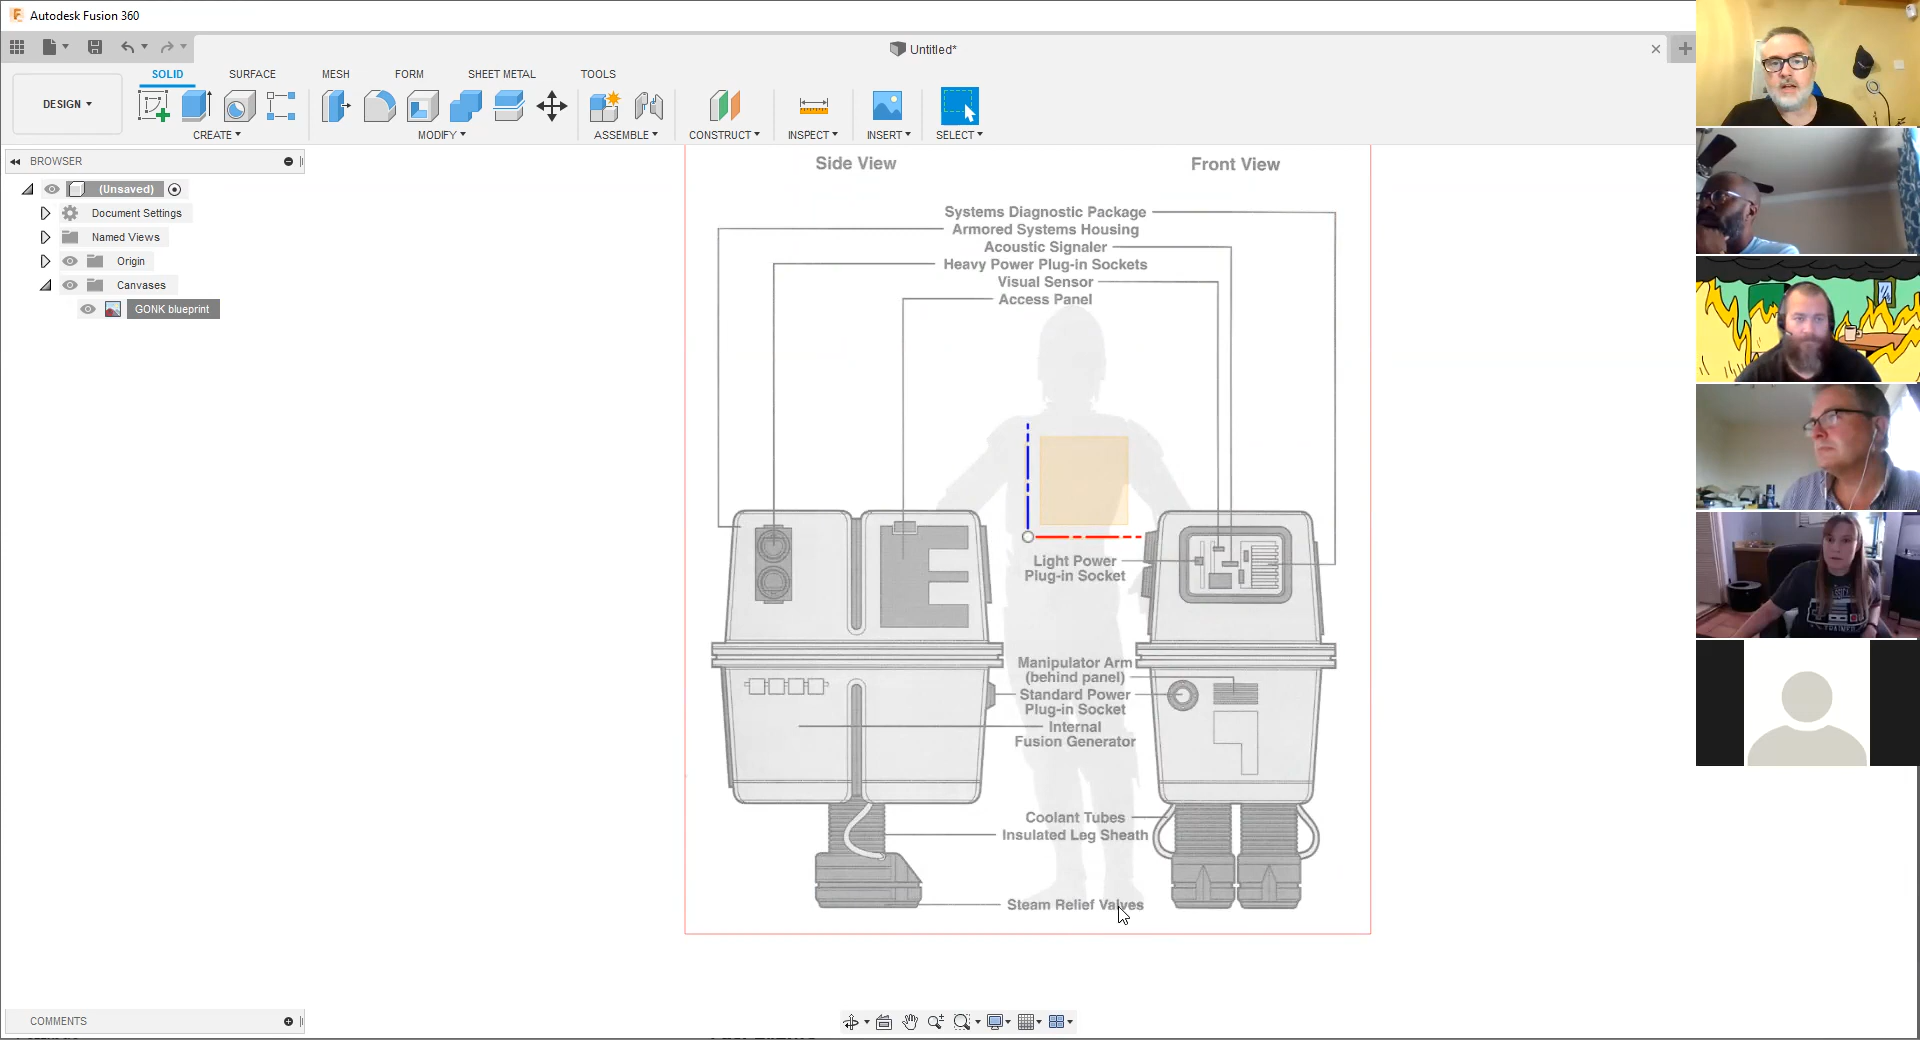 Autodesk Fusion 360
Untitled*
SOLID
SURFACE
MESH
FORM
SHEET METAL
TOOLS
DESIGN
CREATE
MODIFY
ASSEMBLE
CONSTRUCT
INSPECT
INSERT
SELECT
BROWSER
(Unsaved)
Document Settings
Named Views
Origin
Canvases
GONK blueprint
Side View
Front View
Systems Diagnostic Package
Armored Systems Housing
Acoustic Signaler
Heavy Power Plug-in Sockets
Visual Sensor
Access Panel
Light Power
Plug-in Socket
Manipulator Arm
(behind panel)
Standard Power
Plug-in Socket
Internal
Fusion Generator
Coolant Tubes
Insulated Leg Sheath
Steam Relief Valves
COMMENTS